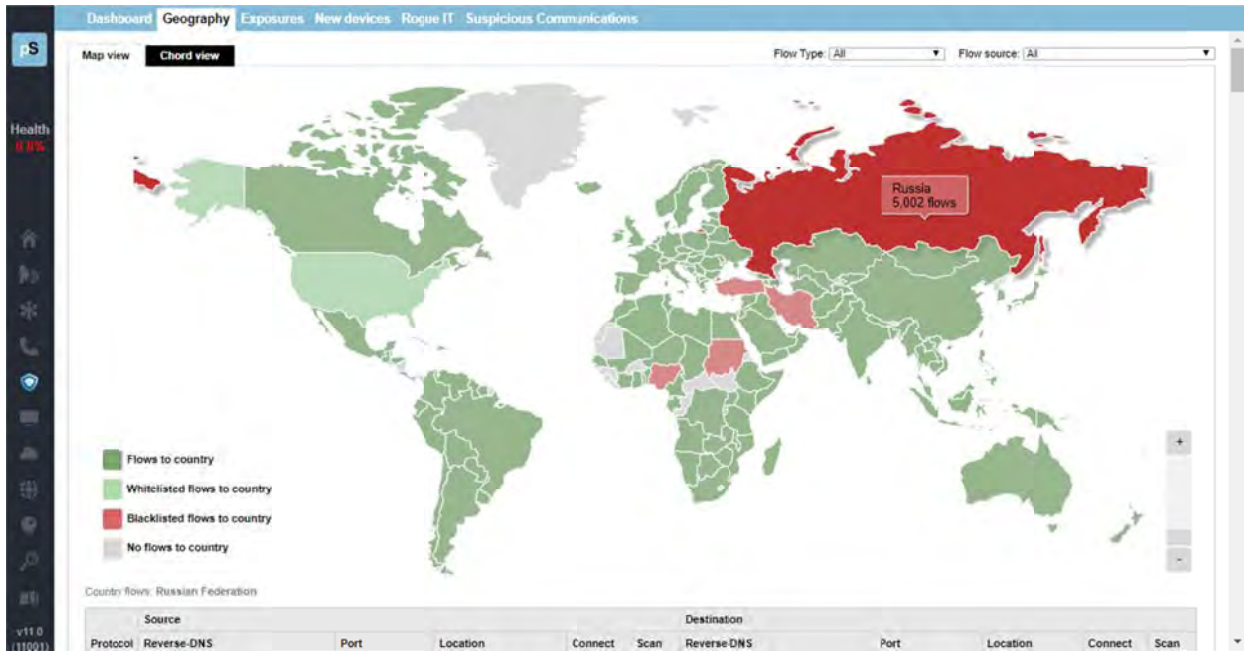 Dashboard Geography Exposures New devices Rogue IT Suspicious Communications
pS
Map view Chord view Flow Type: All Flow source: All
Health
Russia
5,002 flows
Flows to country
Whitelisted flows to country
Blacklisted flows to country
No flows to country
+
-
Country flows: Russian Federation
Source Destination
Protocol Reverse-DNS Port Location Connect Scan Reverse-DNS Port Location Connect Scan
v11.0
(11001)